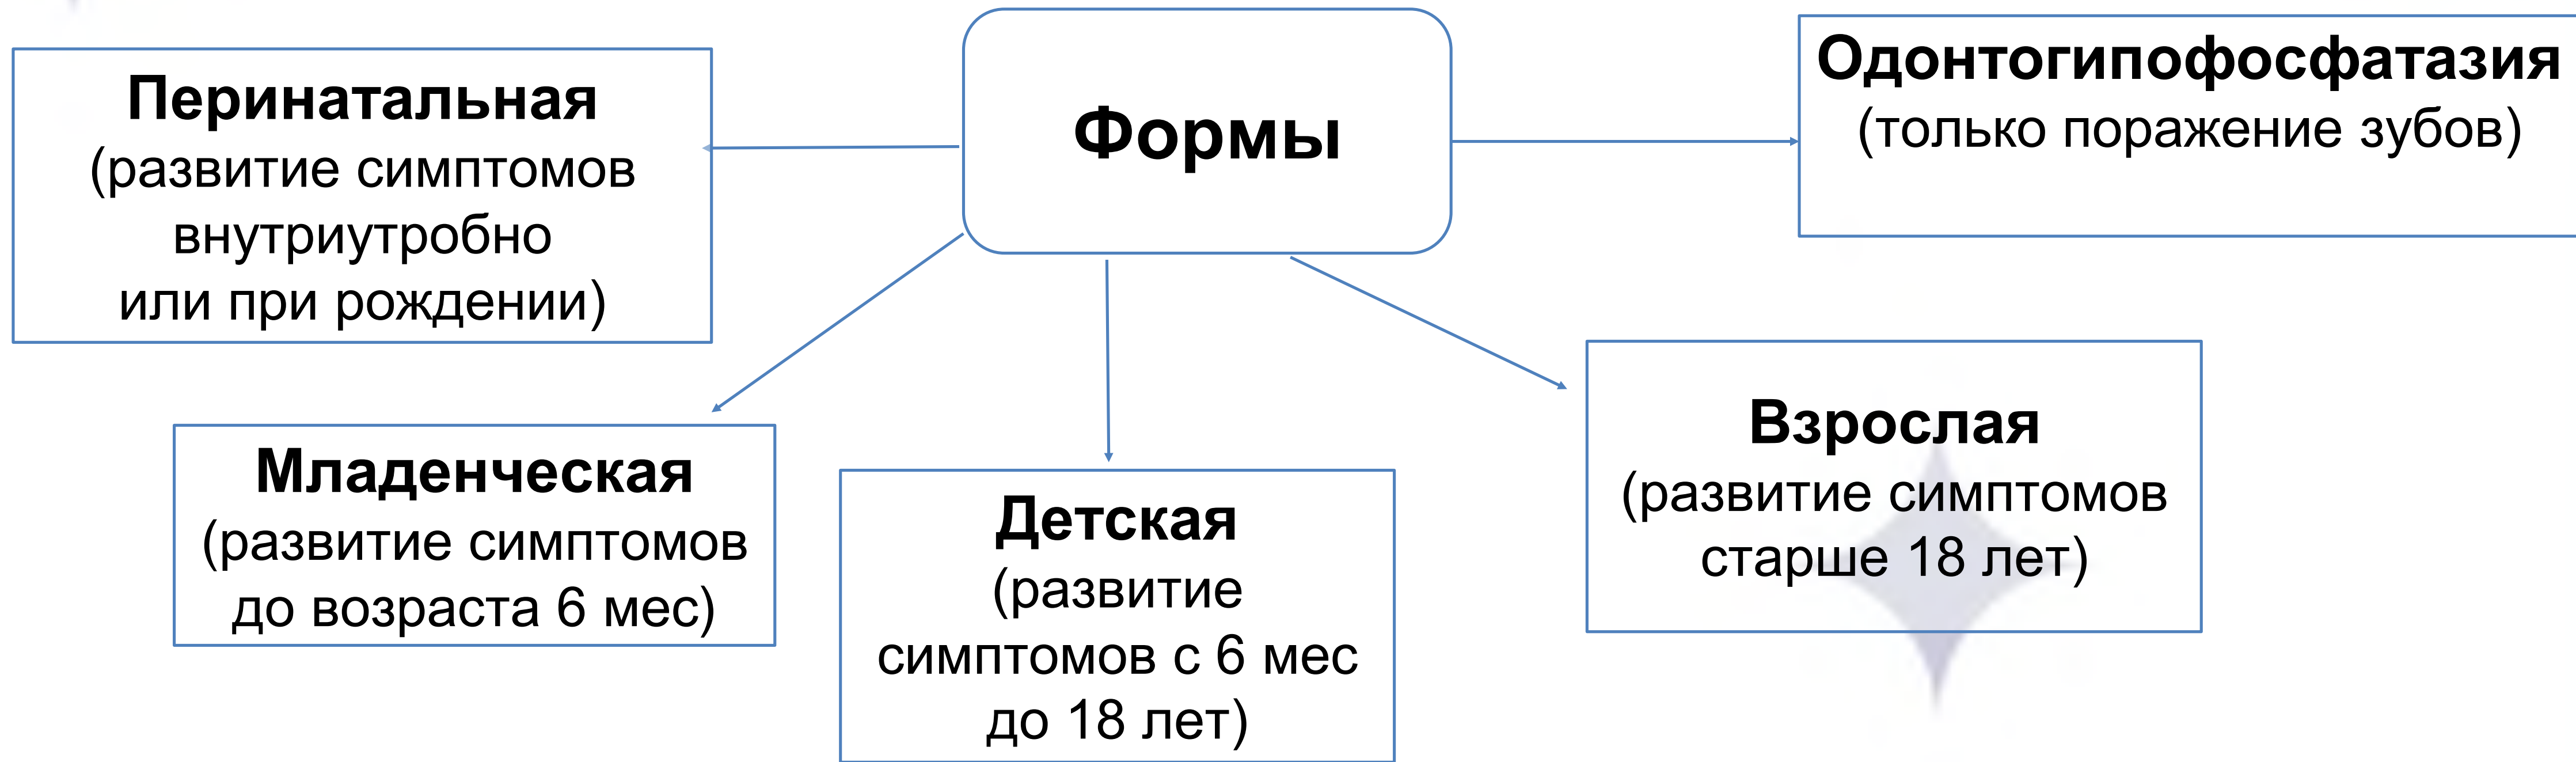 Формы
Перинатальная
(развитие симптомов
внутриутробно
или при рождении)
Одонтогипофосфатазия
(только поражение зубов)
Младенческая
(развитие симптомов
до возраста 6 мес)
Детская
(развитие
симптомов с 6 мес
до 18 лет)
Взрослая
(развитие симптомов
старше 18 лет)